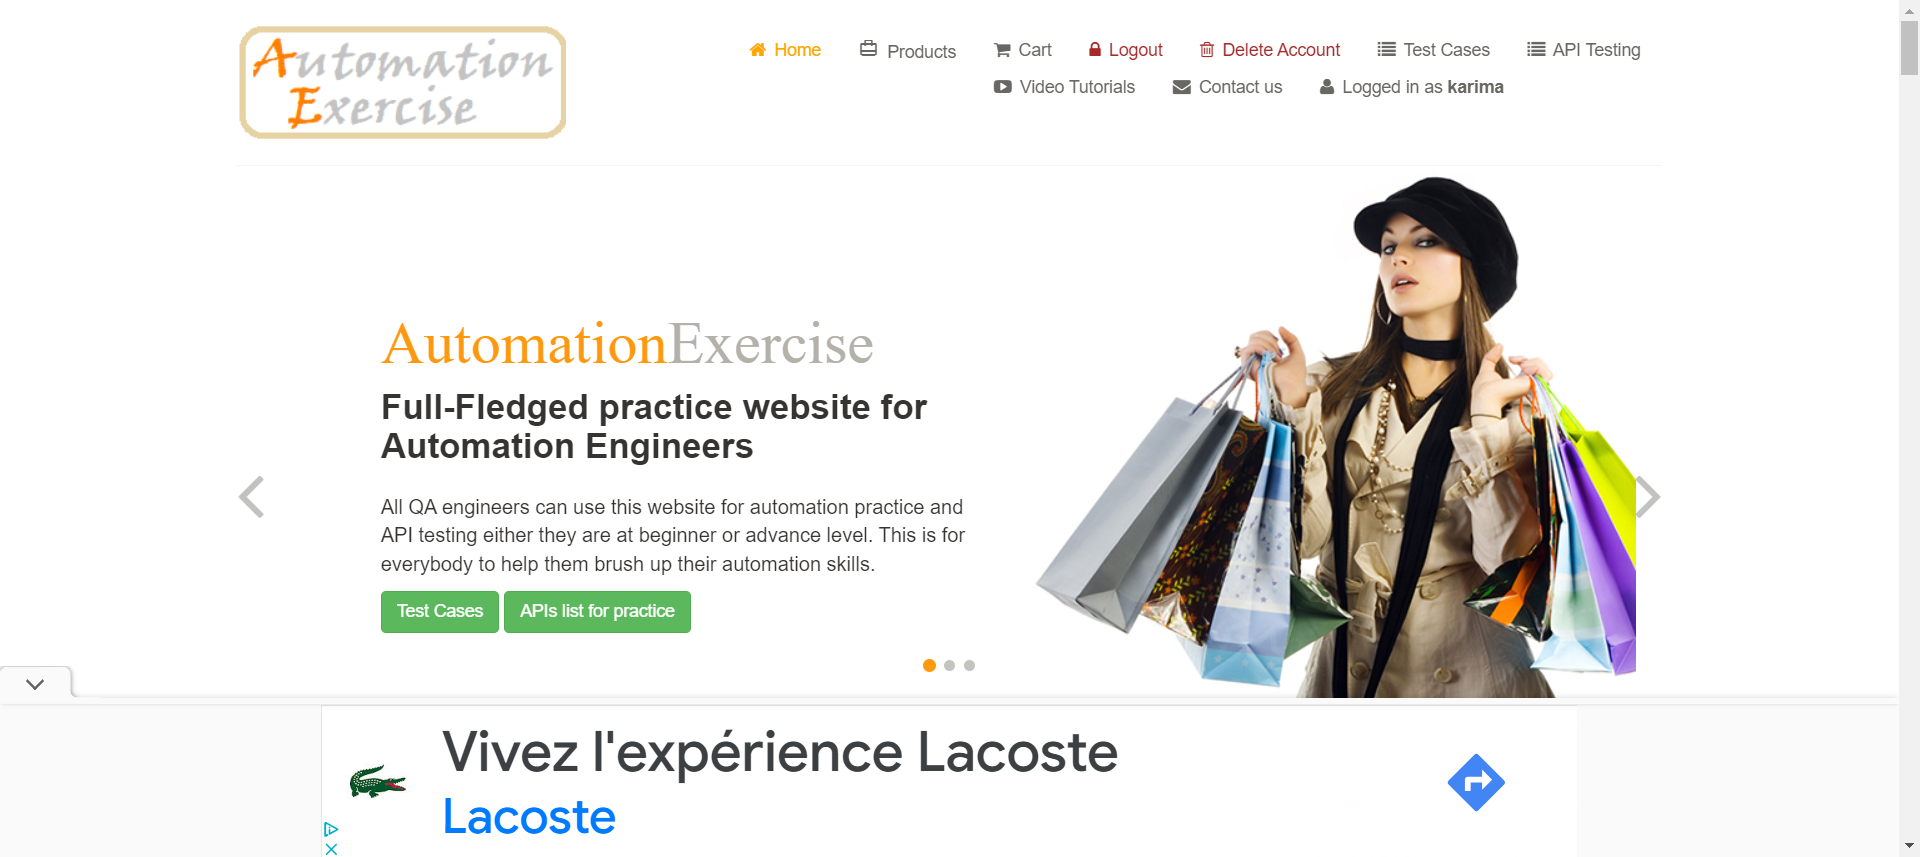 Automation
Exercise
Home
Products
Cart
Logout
Delete Account
Test Cases
API Testing
Video Tutorials
Contact us
Logged in as karima
AutomationExercise
Full-Fledged practice website for
Automation Engineers
All QA engineers can use this website for automation practice and
API testing either they are at beginner or advance level. This is for
everybody to help them brush up their automation skills.
Test Cases
APIs list for practice
Vivez l'expérience Lacoste
Lacoste